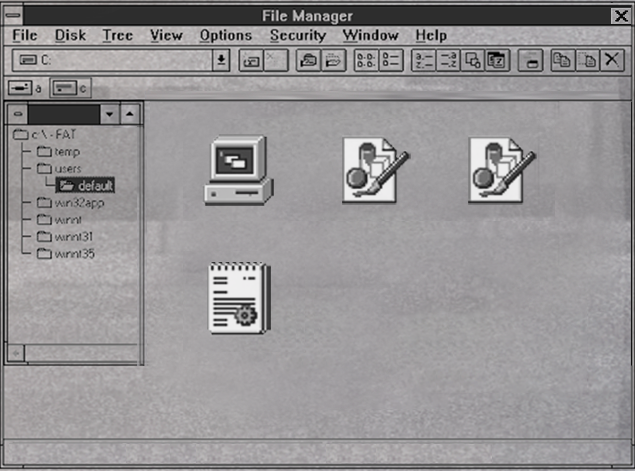 File Manager
File Disk Tree View Options Security Window Help
C:
a c
c:\ - FAT
temp
users
default
win32app
winnt
winnt31
winnt35